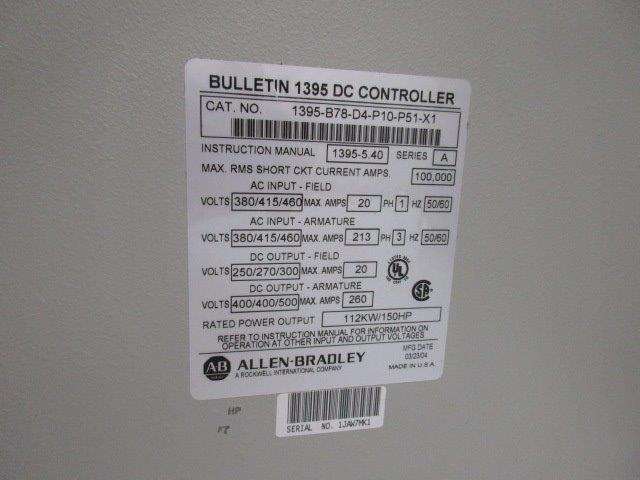 BULLETIN 1395 DC CONTROLLER
CAT. NO. 1395-B78-D4-P10-P51-X1
INSTRUCTION MANUAL 1395-5.40 SERIES A
MAX. RMS SHORT CKT CURRENT AMPS. 100,000
AC INPUT - FIELD
VOLTS 380/415/460 MAX. AMPS 20 PH 1 HZ 50/60
AC INPUT - ARMATURE
VOLTS 380/415/460 MAX. AMPS 213 PH 3 HZ 50/60
DC OUTPUT - FIELD
VOLTS 250/270/300 MAX. AMPS 20
DC OUTPUT - ARMATURE
VOLTS 400/400/500 MAX. AMPS 260
UL
SA
RATED POWER OUTPUT 112KW/150HP
REFER TO INSTRUCTION MANUAL FOR INFORMATION ON
OPERATION AT OTHER INPUT AND OUTPUT VOLTAGES
AB ALLEN-BRADLEY
A ROCKWELL INTERNATIONAL COMPANY
MFG DATE
03/23/04
MADE IN U.S.A.
SERIAL NO. 1JAW7MK1
HP